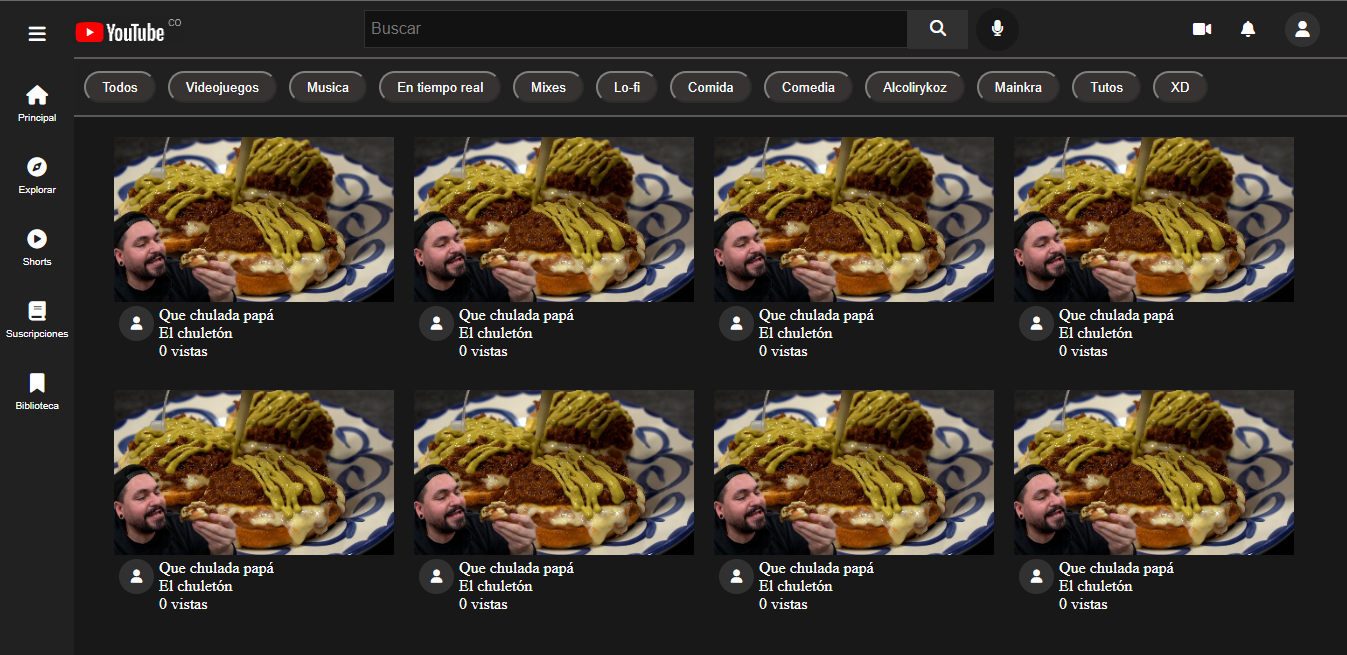 YouTube CO
Buscar
Todos Videojuegos Musica En tiempo real Mixes Lo-fi Comida Comedia Alcolirykoz Mainkra Tutos XD
Principal
Explorar
Shorts
Suscripciones
Biblioteca
Que chulada papá
El chuletón
0 vistas
Que chulada papá
El chuletón
0 vistas
Que chulada papá
El chuletón
0 vistas
Que chulada papá
El chuletón
0 vistas
Que chulada papá
El chuletón
0 vistas
Que chulada papá
El chuletón
0 vistas
Que chulada papá
El chuletón
0 vistas
Que chulada papá
El chuletón
0 vistas